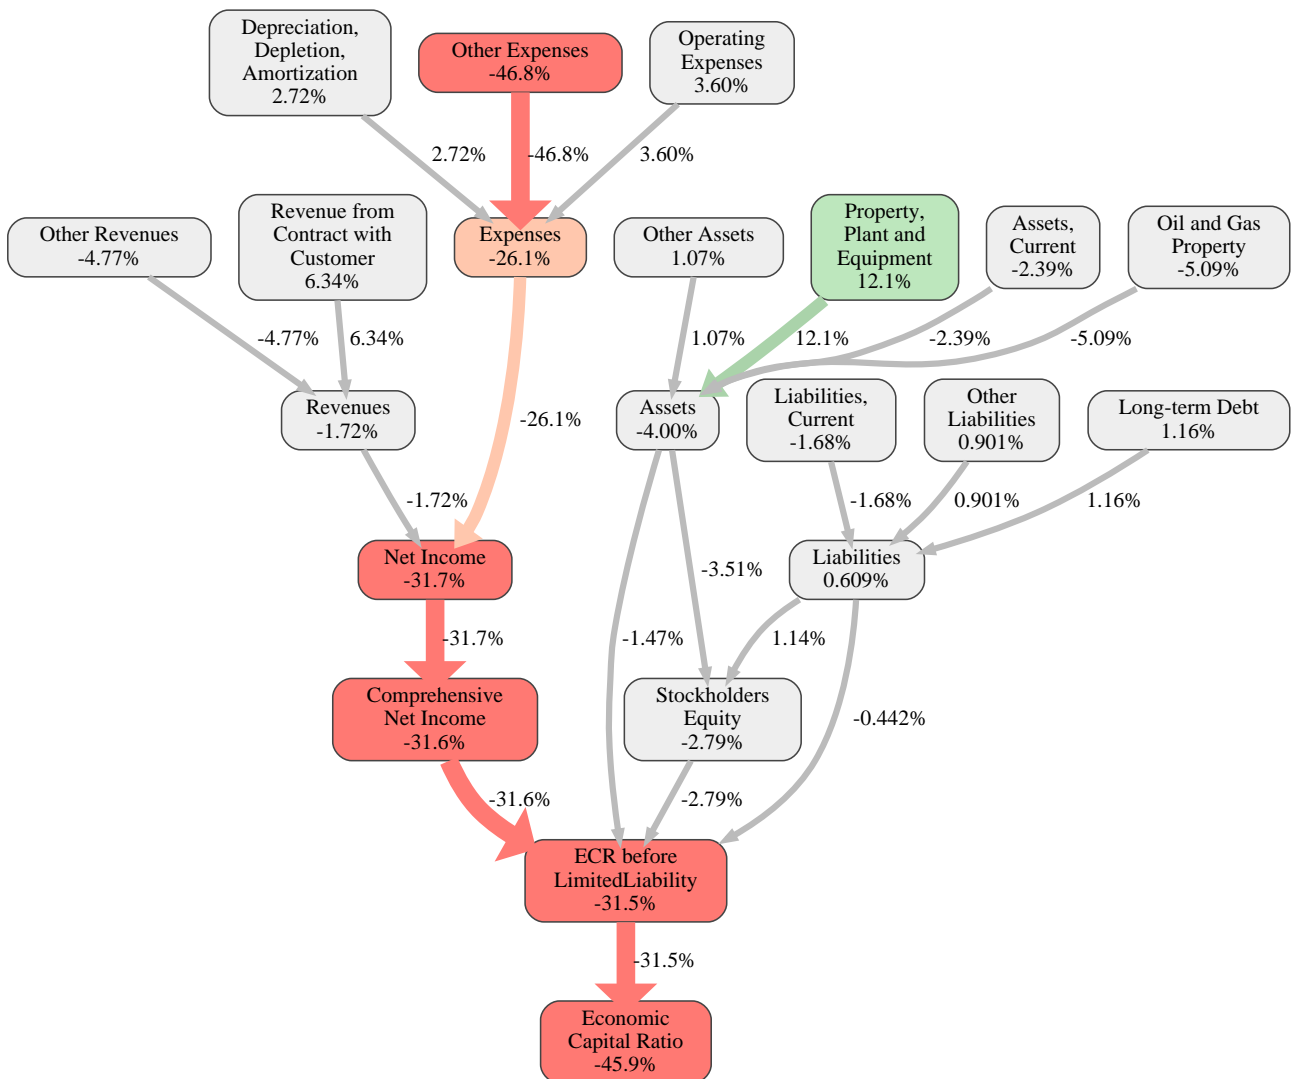 Depreciation,
Depletion,
Amortization
2.72%
Other Expenses
-46.8%
Operating
Expenses
3.60%
2.72%
-46.8%
3.60%
Other Revenues
-4.77%
Revenue from
Contract with
Customer
6.34%
Expenses
-26.1%
Other Assets
1.07%
Property,
Plant and
Equipment
12.1%
Assets,
Current
-2.39%
Oil and Gas
Property
-5.09%
-4.77%
6.34%
-26.1%
1.07%
12.1%
-2.39%
-5.09%
Revenues
-1.72%
Assets
-4.00%
Liabilities,
Current
-1.68%
Other
Liabilities
0.901%
Long-term Debt
1.16%
-1.72%
-1.68%
0.901%
1.16%
Net Income
-31.7%
-3.51%
Liabilities
0.609%
-31.7%
-1.47%
1.14%
-0.442%
Comprehensive
Net Income
-31.6%
Stockholders
Equity
-2.79%
-31.6%
-2.79%
ECR before
LimitedLiability
-31.5%
-31.5%
Economic
Capital Ratio
-45.9%